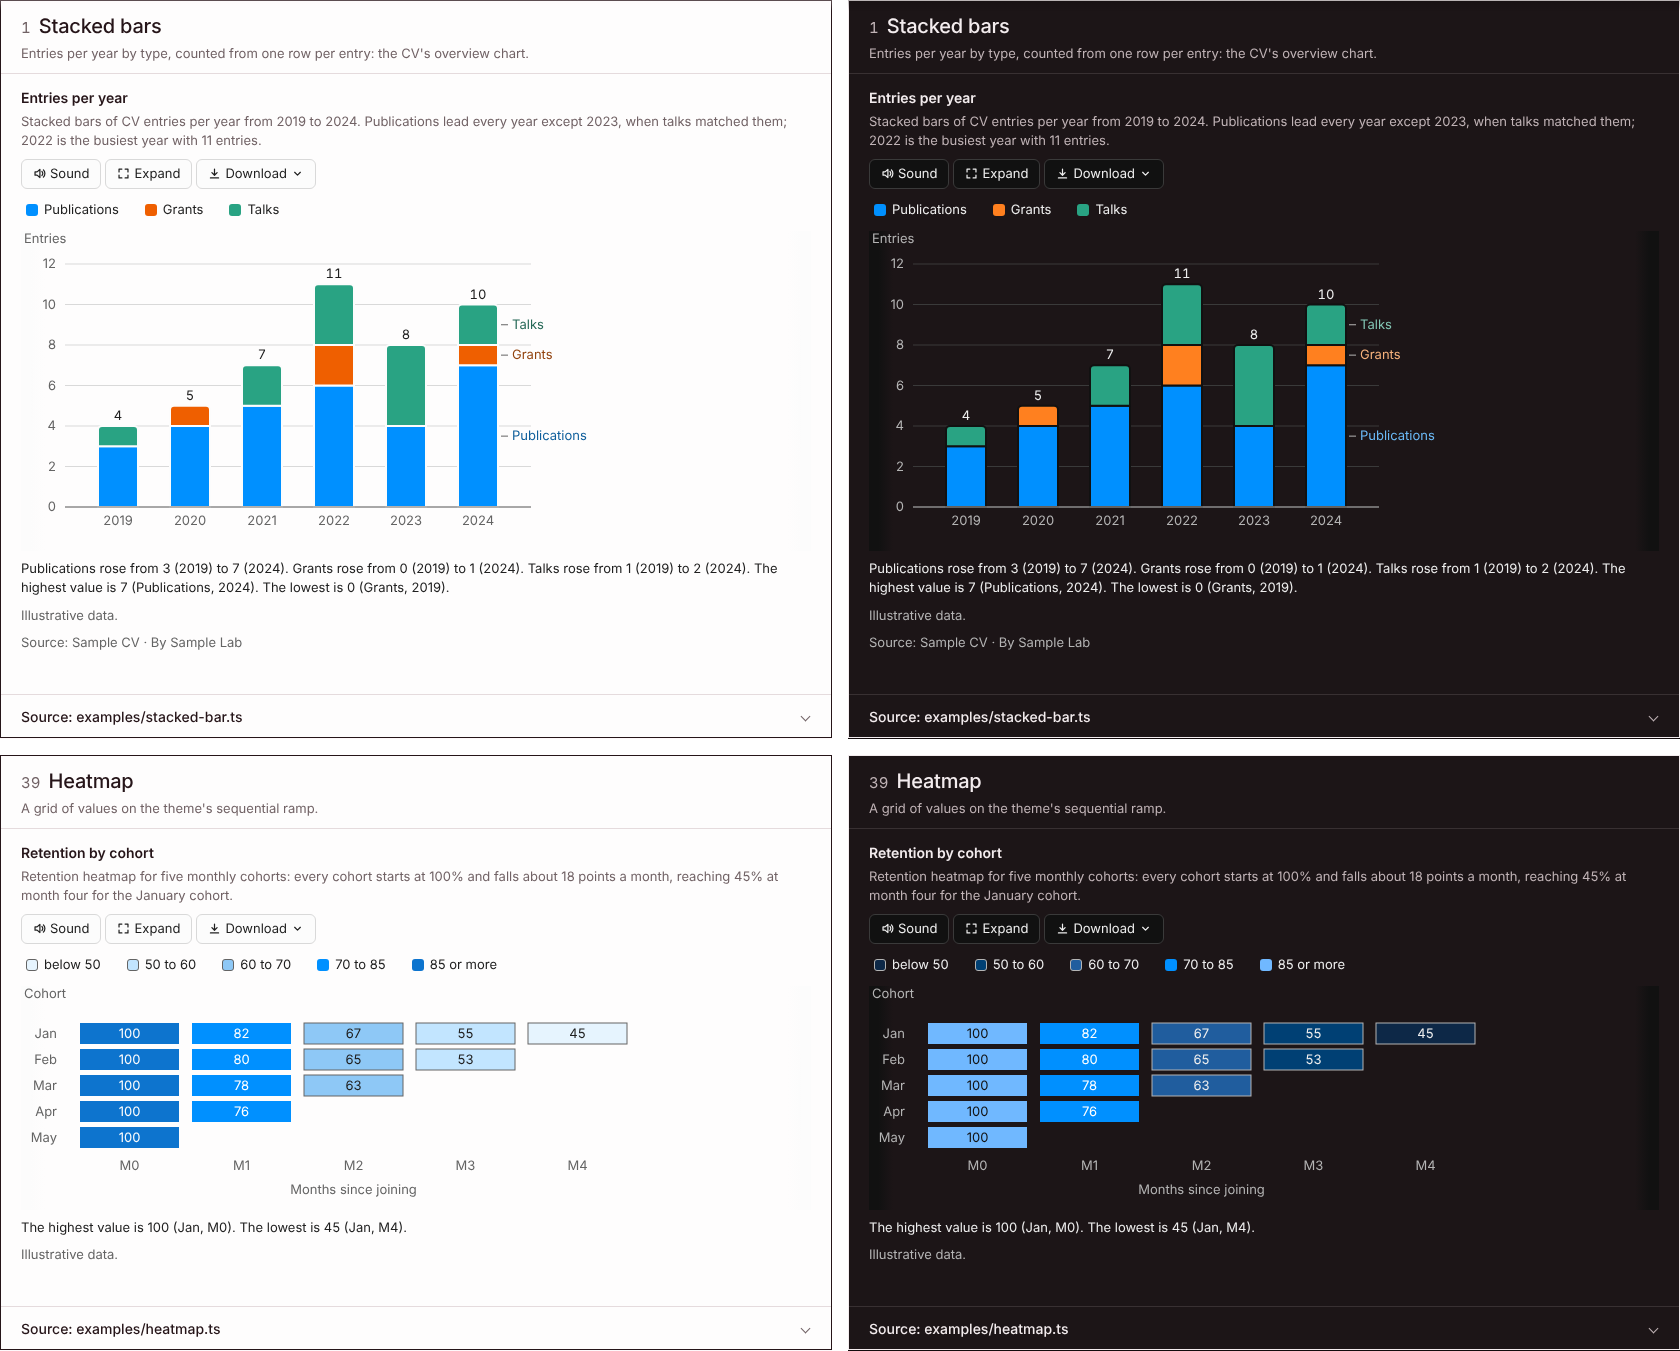 1 Stacked bars
Entries per year by type, counted from one row per entry: the CV's overview chart.
Entries per year
Stacked bars of CV entries per year from 2019 to 2024. Publications lead every year except 2023, when talks matched them;
2022 is the busiest year with 11 entries.
Sound Expand Download
Publications Grants Talks
Entries
12
11
10
10
Talks
8
8
7
Grants
6
5
4
4
Publications
2
0
2019 2020 2021 2022 2023 2024
Publications rose from 3 (2019) to 7 (2024). Grants rose from 0 (2019) to 1 (2024). Talks rose from 1 (2019) to 2 (2024). The
highest value is 7 (Publications, 2024). The lowest is 0 (Grants, 2019).
Illustrative data.
Source: Sample CV · By Sample Lab
Source: examples/stacked-bar.ts
1 Stacked bars
Entries per year by type, counted from one row per entry: the CV's overview chart.
Entries per year
Stacked bars of CV entries per year from 2019 to 2024. Publications lead every year except 2023, when talks matched them;
2022 is the busiest year with 11 entries.
Sound Expand Download
Publications Grants Talks
Entries
12
11
10
10
Talks
8
8
7
Grants
6
5
4
4
Publications
2
0
2019 2020 2021 2022 2023 2024
Publications rose from 3 (2019) to 7 (2024). Grants rose from 0 (2019) to 1 (2024). Talks rose from 1 (2019) to 2 (2024). The
highest value is 7 (Publications, 2024). The lowest is 0 (Grants, 2019).
Illustrative data.
Source: Sample CV · By Sample Lab
Source: examples/stacked-bar.ts
39 Heatmap
A grid of values on the theme's sequential ramp.
Retention by cohort
Retention heatmap for five monthly cohorts: every cohort starts at 100% and falls about 18 points a month, reaching 45% at
month four for the January cohort.
Sound Expand Download
below 50 50 to 60 60 to 70 70 to 85 85 or more
Cohort
Jan 100 82 67 55 45
Feb 100 80 65 53
Mar 100 78 63
Apr 100 76
May 100
M0 M1 M2 M3 M4
Months since joining
The highest value is 100 (Jan, M0). The lowest is 45 (Jan, M4).
Illustrative data.
Source: examples/heatmap.ts
39 Heatmap
A grid of values on the theme's sequential ramp.
Retention by cohort
Retention heatmap for five monthly cohorts: every cohort starts at 100% and falls about 18 points a month, reaching 45% at
month four for the January cohort.
Sound Expand Download
below 50 50 to 60 60 to 70 70 to 85 85 or more
Cohort
Jan 100 82 67 55 45
Feb 100 80 65 53
Mar 100 78 63
Apr 100 76
May 100
M0 M1 M2 M3 M4
Months since joining
The highest value is 100 (Jan, M0). The lowest is 45 (Jan, M4).
Illustrative data.
Source: examples/heatmap.ts